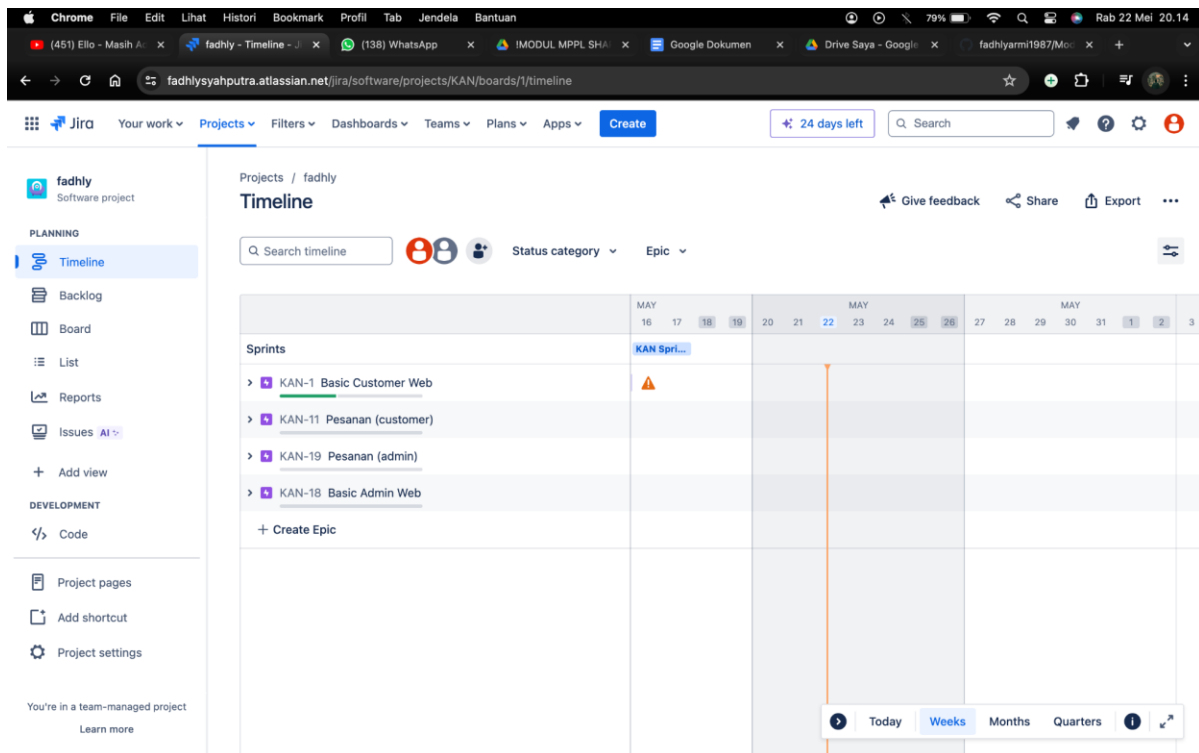 Chrome File Edit Lihat Histori Bookmark Profil Tab Jendela Bantuan 79% Rab 22 Mei 20.14
(451) Ello - Masih A fadhly - Timeline - Ji (138) WhatsApp !MODUL MPPL SHA Google Dokumen Drive Saya - Google fadhlyarmi1987/Mod
fadhlysyahputra.atlassian.net/jira/software/projects/KAN/boards/1/timeline
Jira Your work Projects Filters Dashboards Teams Plans Apps Create 24 days left Search
fadhly
Software project
PLANNING
Timeline
Backlog
Board
List
Reports
Issues AI
Add view
DEVELOPMENT
Code
Project pages
Add shortcut
Project settings
You're in a team-managed project
Learn more
Projects / fadhly
Timeline
Give feedback Share Export
Search timeline Status category Epic
MAY MAY MAY
16 17 18 19 20 21 22 23 24 25 26 27 28 29 30 31 1 2 3
Sprints KAN Spri...
KAN-1 Basic Customer Web
KAN-11 Pesanan (customer)
KAN-19 Pesanan (admin)
KAN-18 Basic Admin Web
+ Create Epic
Today Weeks Months Quarters